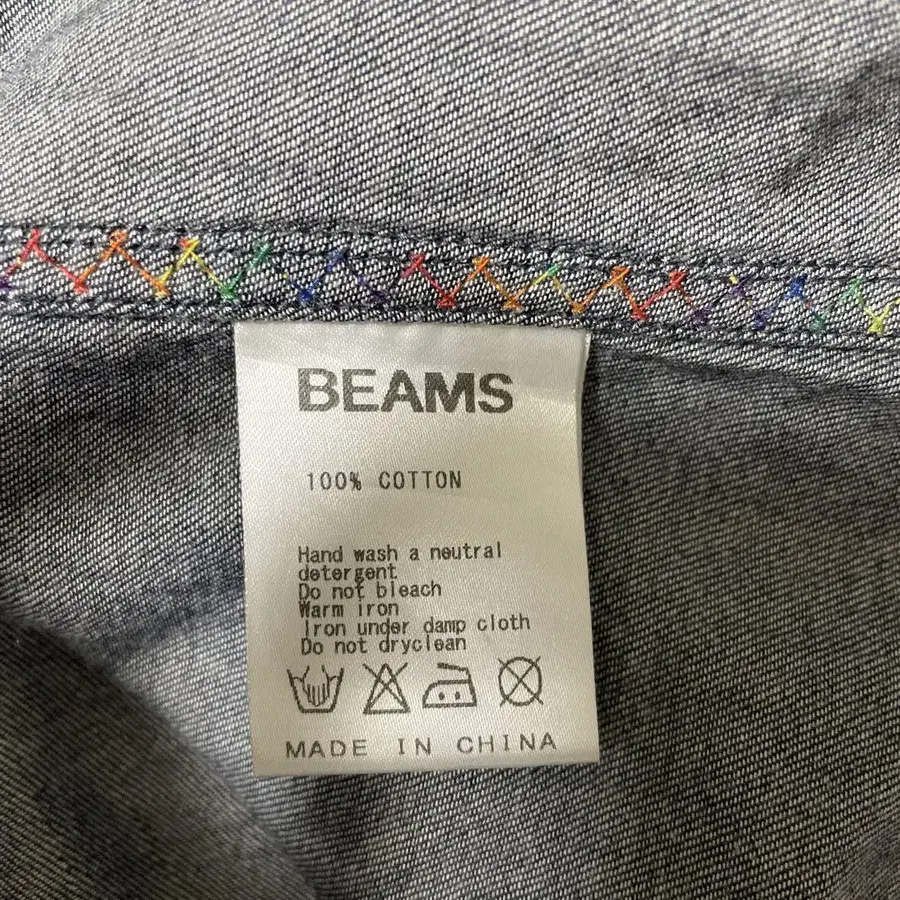 BEAMS
100% COTTON
Hand wash a neutral
detergent
Do not bleach
Warm iron
Iron under damp cloth
Do not dryclean
MADE IN CHINA